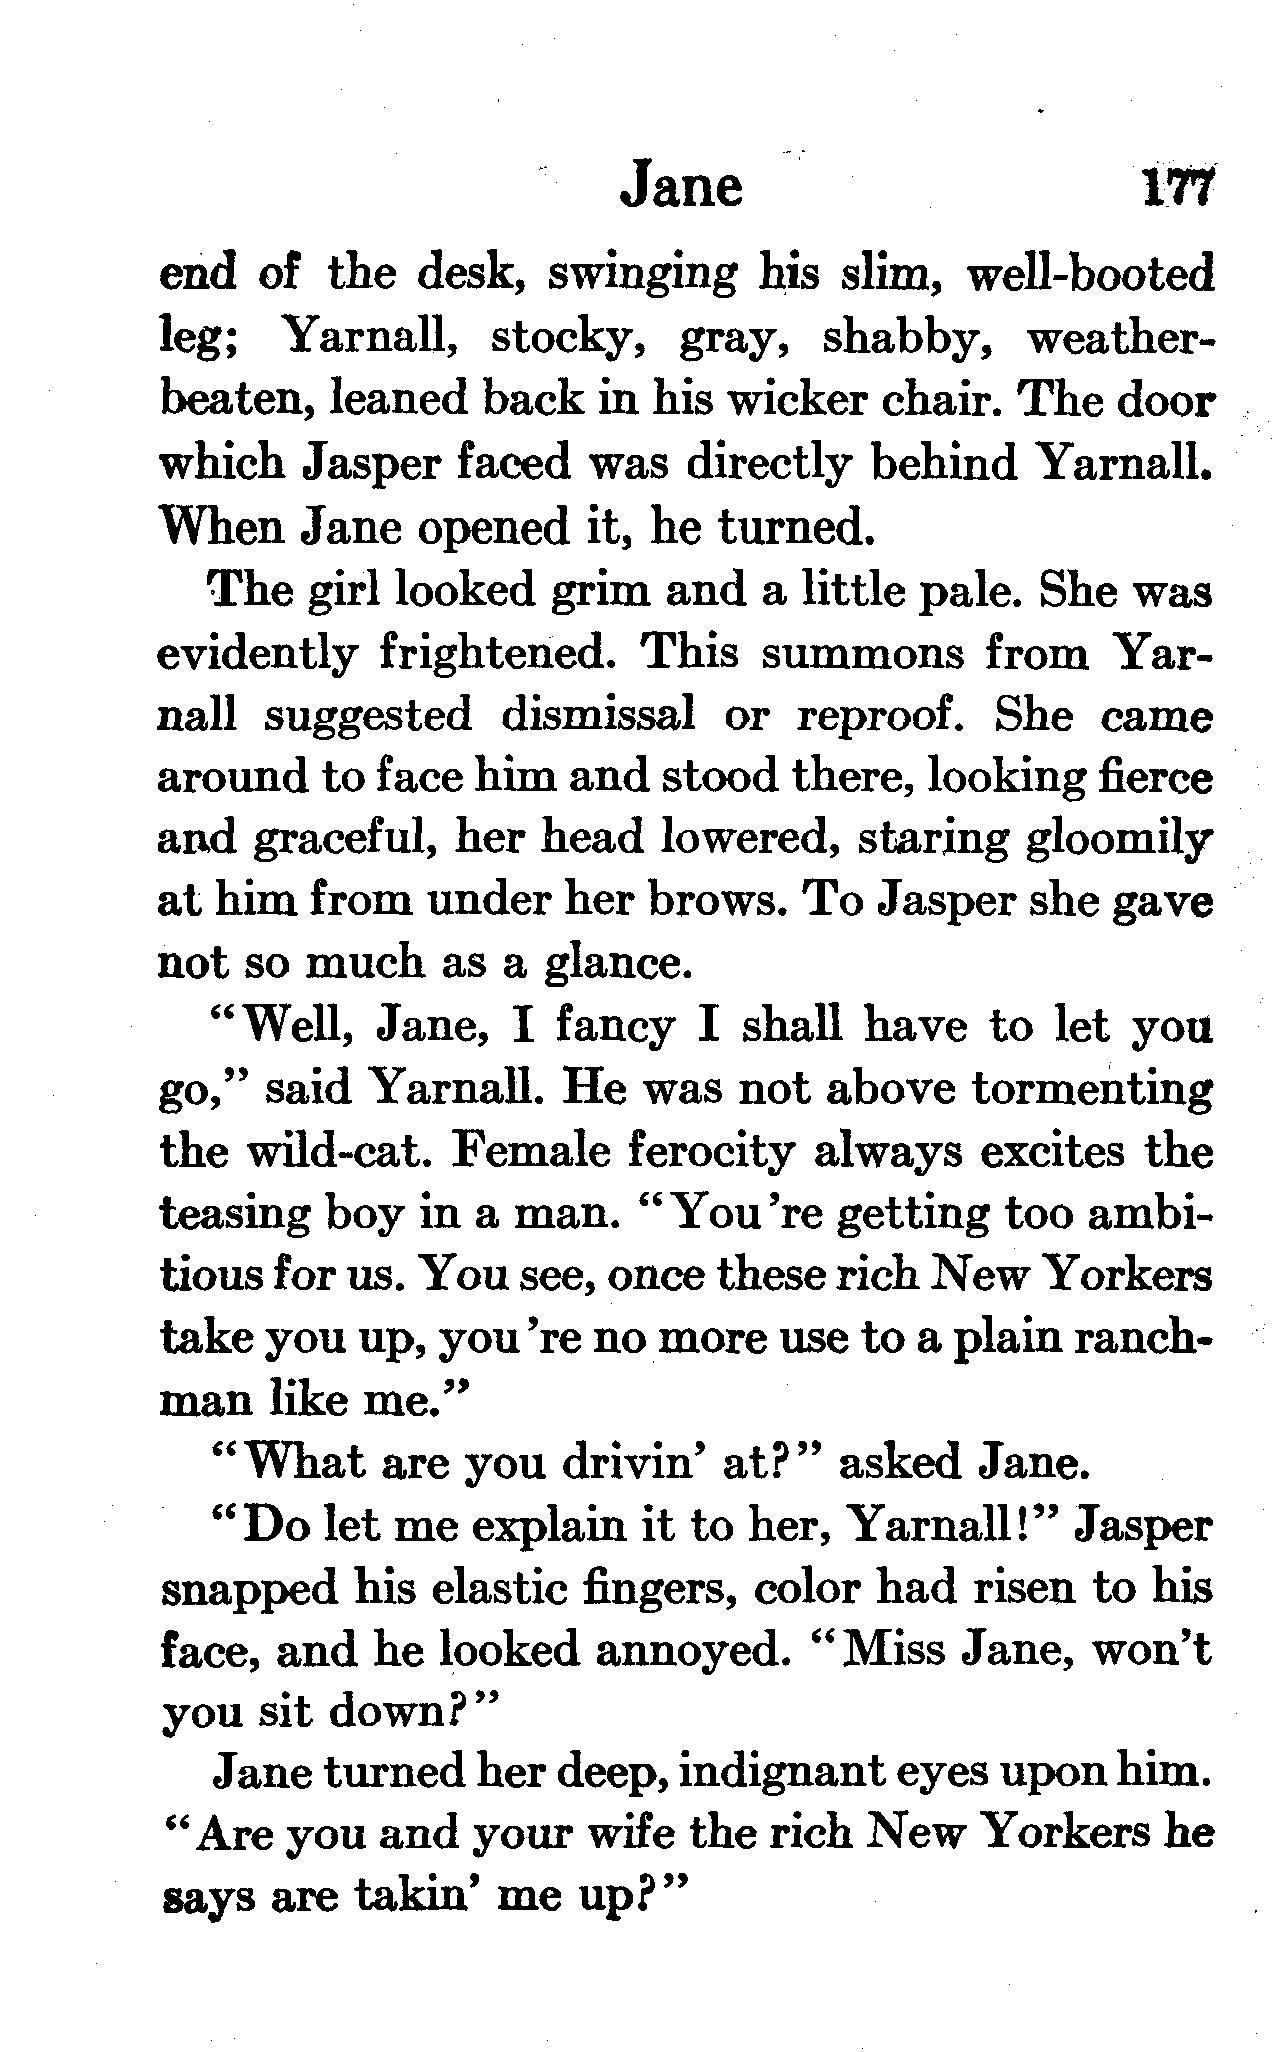 Jane 177
end of the desk, swinging his slim, well-booted
leg; Yarnall, stocky, gray, shabby, weather-
beaten, leaned back in his wicker chair. The door
which Jasper faced was directly behind Yarnall.
When Jane opened it, he turned.
The girl looked grim and a little pale. She was
evidently frightened. This summons from Yar-
nall suggested dismissal or reproof. She came
around to face him and stood there, looking fierce
and graceful, her head lowered, staring gloomily
at him from under her brows. To Jasper she gave
not so much as a glance.
"Well, Jane, I fancy I shall have to let you
go," said Yarnall. He was not above tormenting
the wild-cat. Female ferocity always excites the
teasing boy in a man. "You're getting too ambi-
tious for us. You see, once these rich New Yorkers
take you up, you're no more use to a plain ranch-
man like me."
"What are you drivin' at?" asked Jane.
"Do let me explain it to her, Yarnall!" Jasper
snapped his elastic fingers, color had risen to his
face, and he looked annoyed. "Miss Jane, won't
you sit down?"
Jane turned her deep, indignant eyes upon him.
"Are you and your wife the rich New Yorkers he
says are takin' me up?"